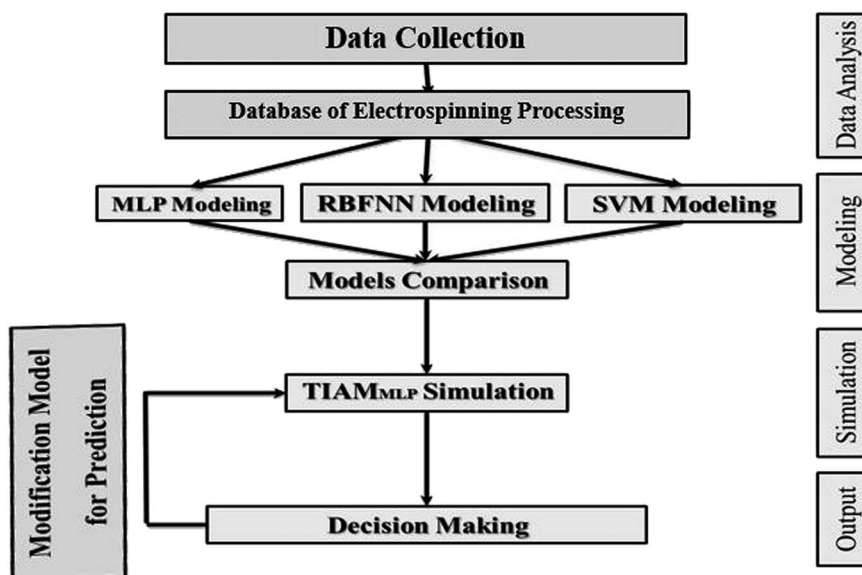 Data Collection
Database of Electrospinning Processing
MLP Modeling
RBFNN Modeling
SVM Modeling
Models Comparison
TIAMMLP Simulation
Decision Making
Modification Model
for Prediction
Data Analysis
Modeling
Simulation
Output